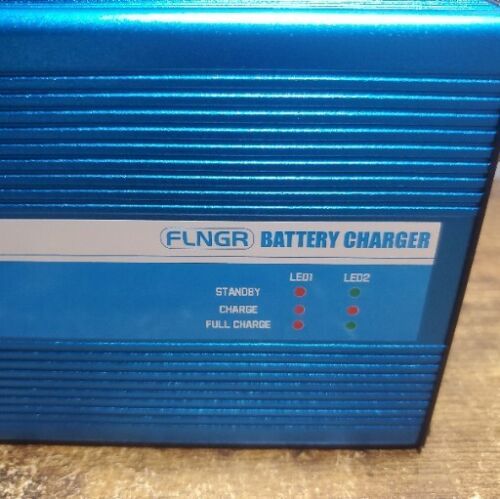 FLNGR BATTERY CHARGER
LED1 LED2
STANDBY
CHARGE
FULL CHARGE